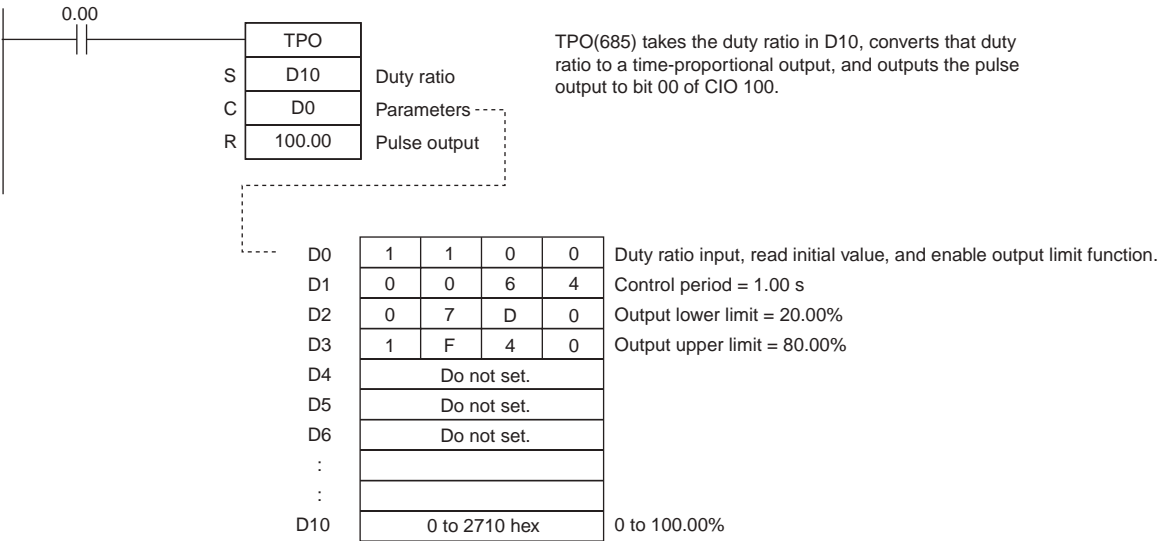 0.00
TPO
S D10 Duty ratio
C D0 Parameters
R 100.00 Pulse output
TPO(685) takes the duty ratio in D10, converts that duty
ratio to a time-proportional output, and outputs the pulse
output to bit 00 of CIO 100.
D0 1 1 0 0 Duty ratio input, read initial value, and enable output limit function.
D1 0 0 6 4 Control period = 1.00 s
D2 0 7 D 0 Output lower limit = 20.00%
D3 1 F 4 0 Output upper limit = 80.00%
D4 Do not set.
D5 Do not set.
D6 Do not set.
:
:
D10 0 to 2710 hex 0 to 100.00%